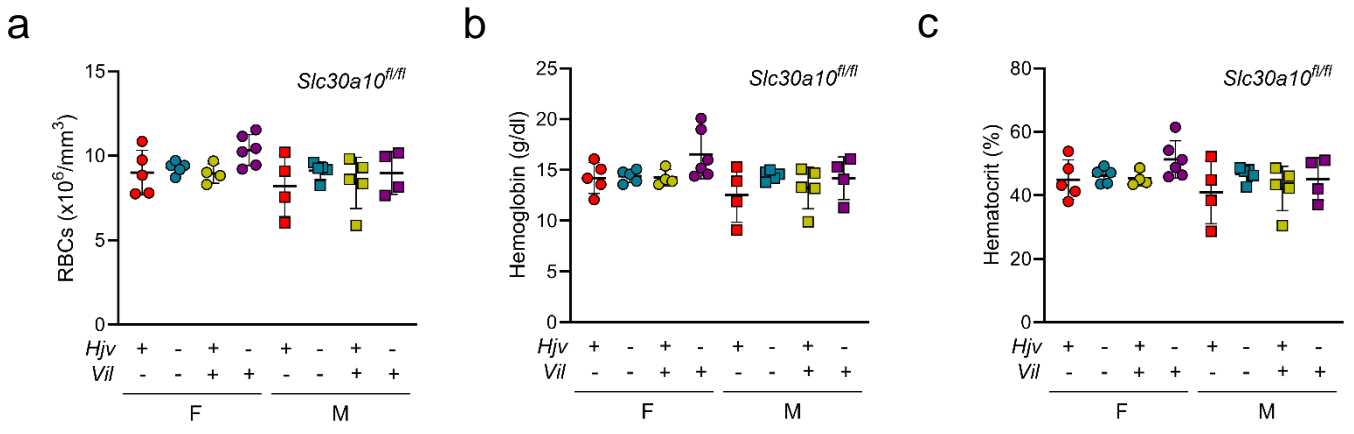 a
Slc30a10fl/fl
RBCs (x10⁶/mm³)
15
10
5
0
Hjv + - + - + - + -
Vil - - + + - - + +
F M
b
Slc30a10fl/fl
Hemoglobin (g/dl)
25
20
15
10
5
0
Hjv + - + - + - + -
Vil - - + + - - + +
F M
c
Slc30a10fl/fl
Hematocrit (%)
80
60
40
20
0
Hjv + - + - + - + -
Vil - - + + - - + +
F M